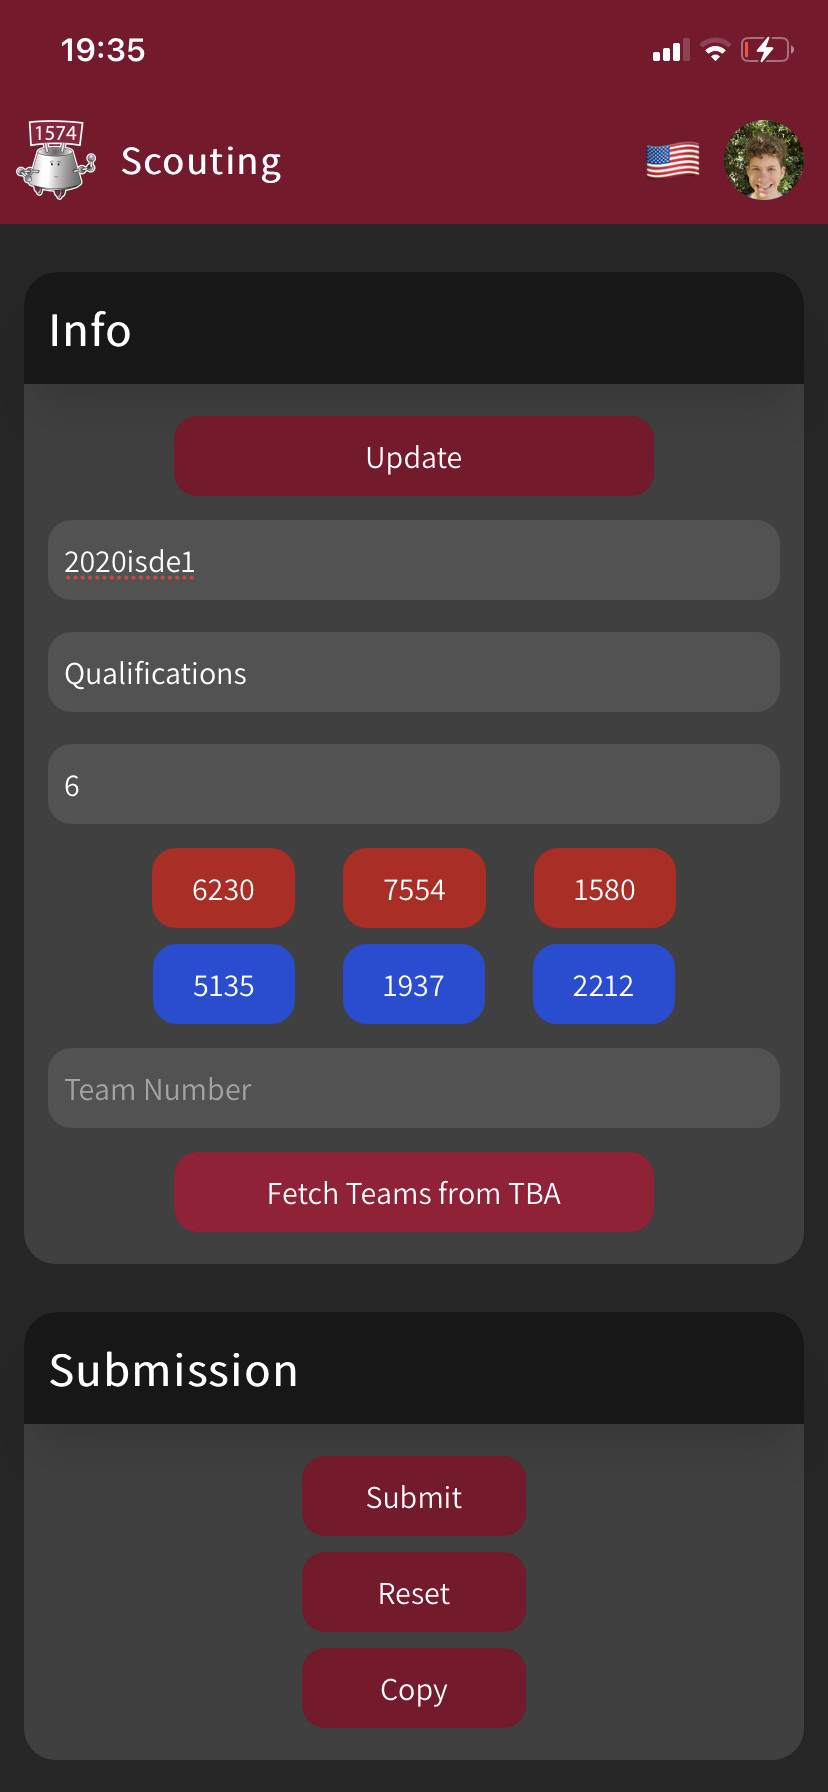 19:35
1574
Scouting
Info
Update
2020isde1
Qualifications
6
6230 7554 1580
5135 1937 2212
Team Number
Fetch Teams from TBA
Submission
Submit
Reset
Copy